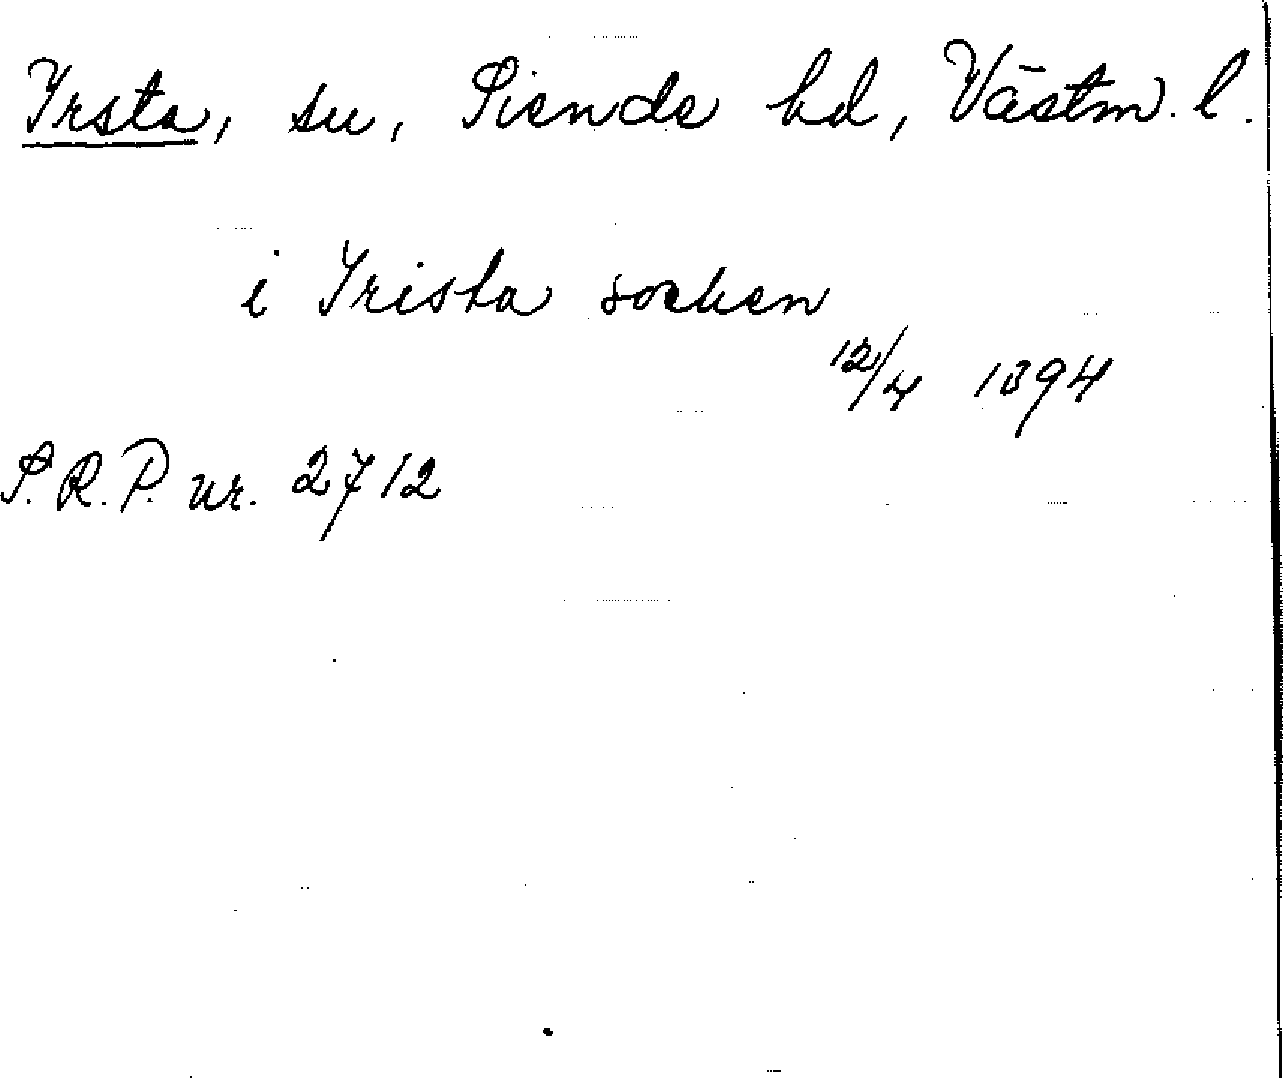 Irsta, sn, Siende hd, Västm. l.
i Irista socken
12/4 1394
S.R.P. nr. 2712